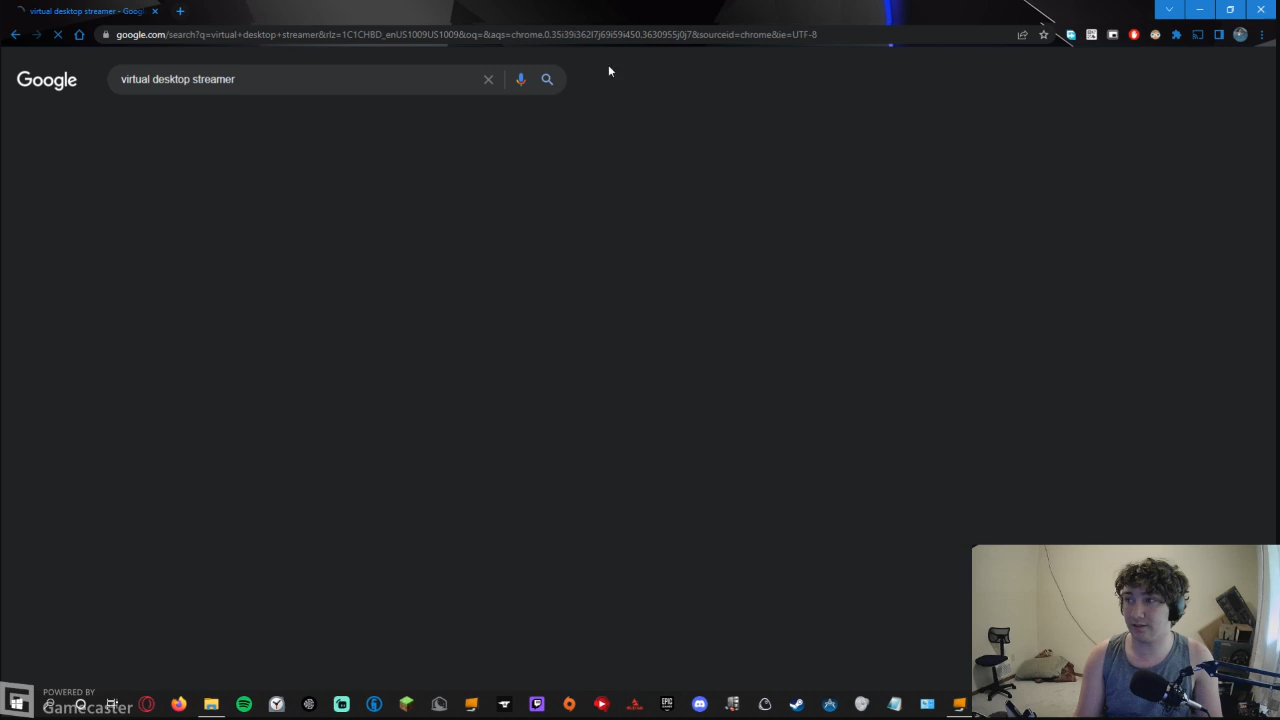 virtual desktop streamer - Googl
google.com/search?q=virtual+desktop+streamer&rlz=1C1CHBD_enUS1009US1009&oq=&aqs=chrome.0.35i39i362l7j69i59i450.3630955j0j7&sourceid=chrome&ie=UTF-8
Google
virtual desktop streamer
POWERED BY
Gamecaster